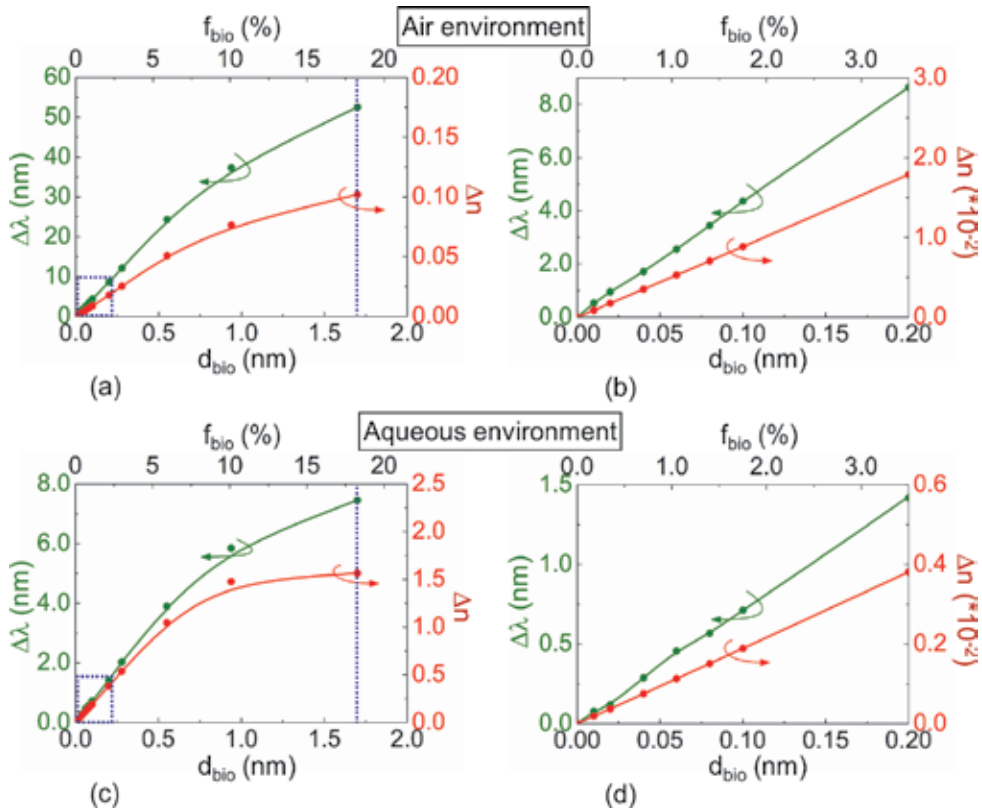 f_bio (%) Air environment f_bio (%)
0 5 10 15 20 0.0 1.0 2.0 3.0
60 0.20 3.0
50 8.0
40 0.15 6.0 2.0
30 0.10 4.0
20 0.05 2.0 1.0
10
0 0.00 0.0 0.0
Δλ (nm) Δn Δλ (nm) Δn (*10⁻²)
0.0 0.5 1.0 1.5 2.0 0.00 0.05 0.10 0.15 0.20
d_bio (nm) d_bio (nm)
(a) (b)
f_bio (%) Aqueous environment f_bio (%)
0 5 10 15 20 0.0 1.0 2.0 3.0
8.0 2.5 1.5 0.6
6.0 2.0
4.0 1.5 1.0 0.4
2.0 1.0 0.5 0.2
0.5
0.0 0.0 0.0 0.0
Δλ (nm) Δn Δλ (nm) Δn (*10⁻²)
0.0 0.5 1.0 1.5 2.0 0.00 0.05 0.10 0.15 0.20
d_bio (nm) d_bio (nm)
(c) (d)